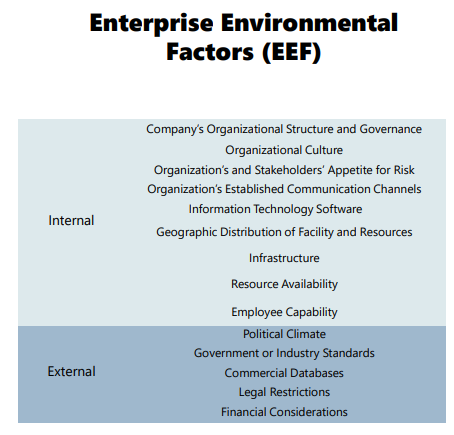 Enterprise Environmental
Factors (EEF)
Internal
Company's Organizational Structure and Governance
Organizational Culture
Organization's and Stakeholders' Appetite for Risk
Organization's Established Communication Channels
Information Technology Software
Geographic Distribution of Facility and Resources
Infrastructure
Resource Availability
Employee Capability
External
Political Climate
Government or Industry Standards
Commercial Databases
Legal Restrictions
Financial Considerations